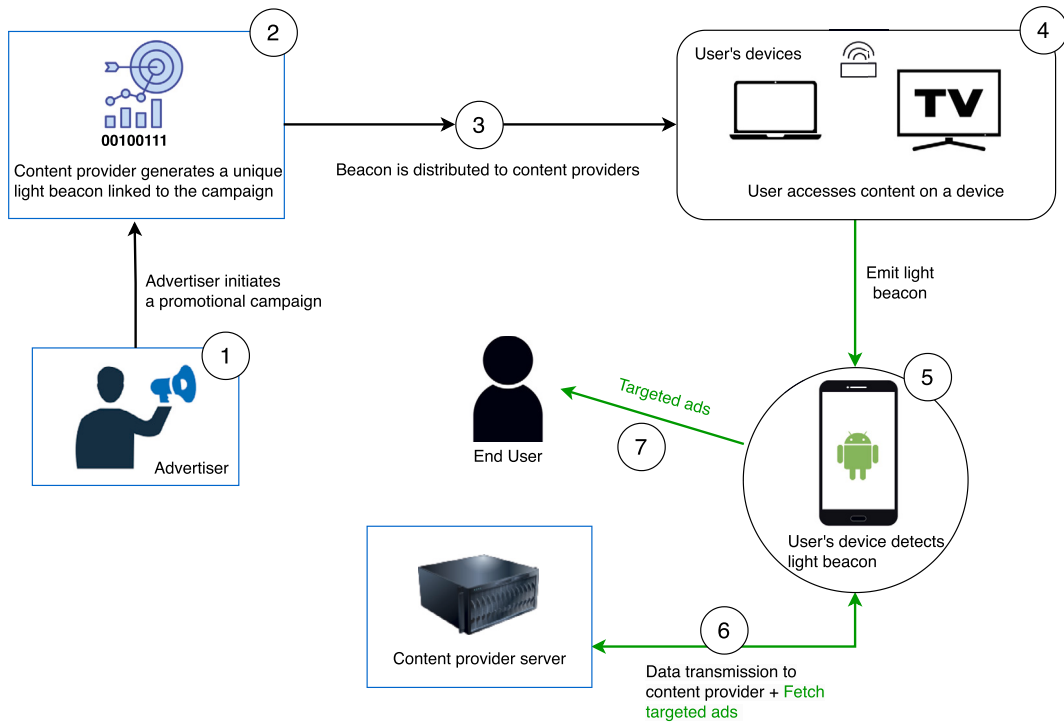 2
00100111
Content provider generates a unique
light beacon linked to the campaign
3
Beacon is distributed to content providers
4
User's devices
TV
User accesses content on a device
Advertiser initiates
a promotional campaign
1
Advertiser
Emit light
beacon
5
User's device detects
light beacon
Targeted ads
7
End User
6
Content provider server
Data transmission to
content provider + Fetch
targeted ads